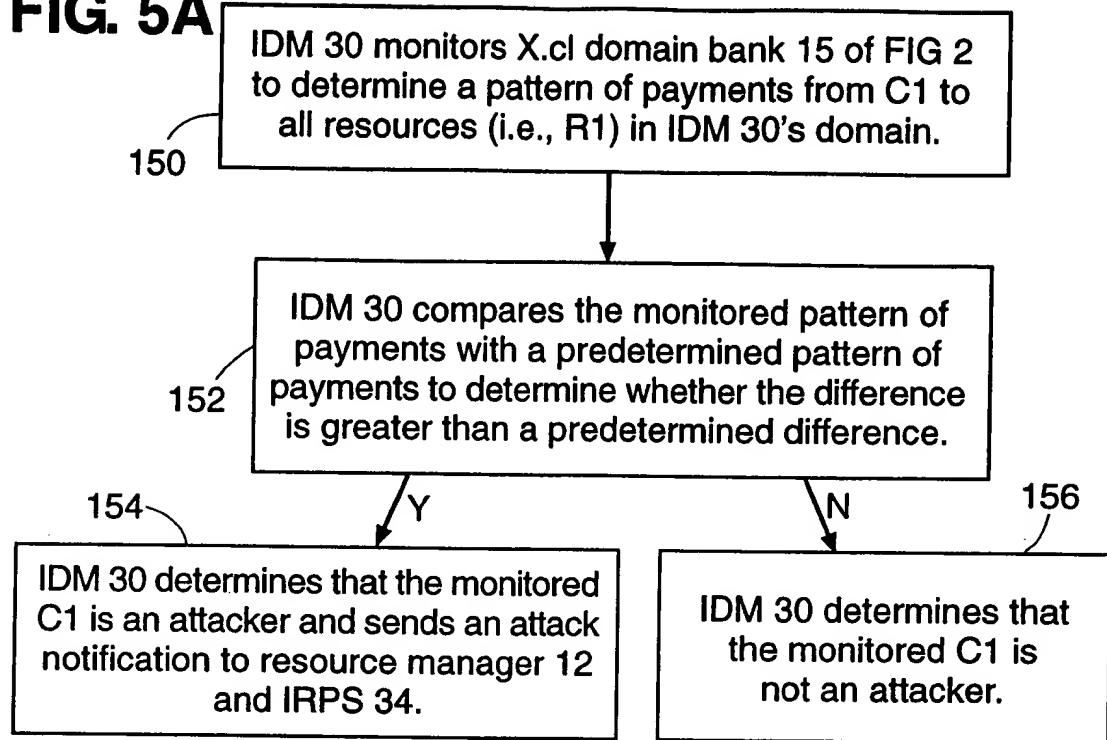 FIG. 5A
IDM 30 monitors X.cl domain bank 15 of FIG 2
to determine a pattern of payments from C1 to
all resources (i.e., R1) in IDM 30's domain.
150
IDM 30 compares the monitored pattern of
payments with a predetermined pattern of
payments to determine whether the difference
is greater than a predetermined difference.
152
Y
N
154
156
IDM 30 determines that the monitored
C1 is an attacker and sends an attack
notification to resource manager 12
and IRPS 34.
IDM 30 determines that
the monitored C1 is
not an attacker.